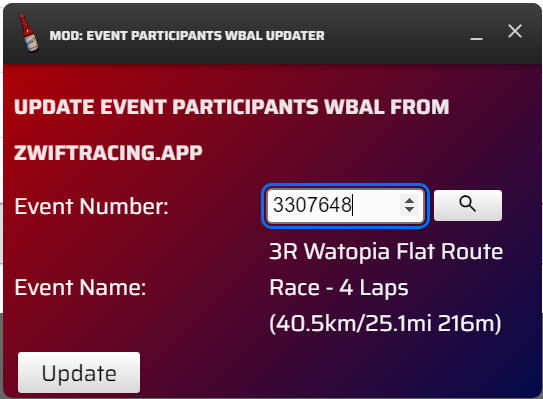 MOD: EVENT PARTICIPANTS WBAL UPDATER
UPDATE EVENT PARTICIPANTS WBAL FROM
ZWIFTRACING.APP
Event Number: 3307648
3R Watopia Flat Route
Event Name: Race - 4 Laps
(40.5km/25.1mi 216m)
Update